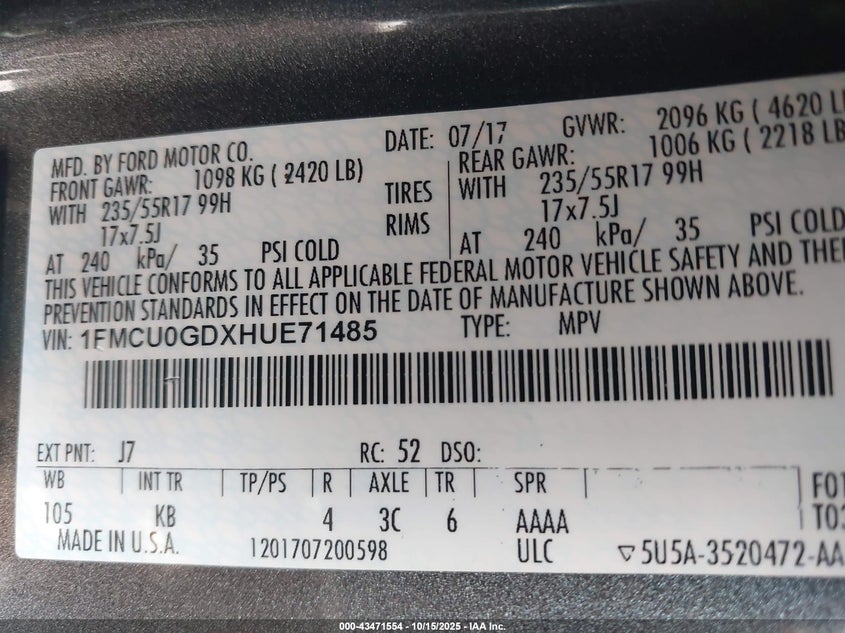 MFD. BY FORD MOTOR CO.
DATE: 07/17
GVWR: 2096 KG ( 4620 L
FRONT GAWR: 1098 KG ( 2420 LB)
REAR GAWR: 1006 KG ( 2218 LB
WITH 235/55R17 99H
TIRES
WITH 235/55R17 99H
17x7.5J
RIMS
17x7.5J
AT 240 kPa/ 35 PSI COLD
AT 240 kPa/ 35 PSI COLD
THIS VEHICLE CONFORMS TO ALL APPLICABLE FEDERAL MOTOR VEHICLE SAFETY AND THE
PREVENTION STANDARDS IN EFFECT ON THE DATE OF MANUFACTURE SHOWN ABOVE.
VIN: 1FMCU0GDXHUE71485
TYPE: MPV
EXT PNT: J7
RC: 52 DSO:
WB INT TR TP/PS R AXLE TR SPR
105 KB 4 3C 6 AAAA
F01
T03
MADE IN U.S.A.
1201707200598
ULC
▽5U5A-3520472-AA
000-43471554 | 10/15/2025 - IAA Inc.